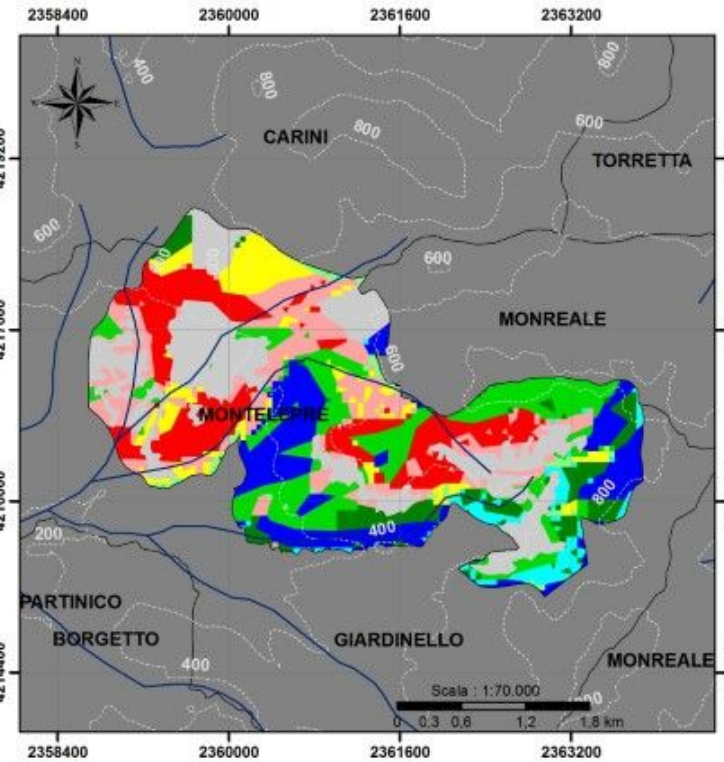 2358400 2360000 2361600 2363200
N
W E
S
400
800
800
CARINI
800
600
TORRETTA
600
600
MONREALE
600
MONTELEPRE
800
200
400
PARTINICO
BORGETTO
GIARDINELLO
400
MONREALE
Scala : 1:70.000
0 0,3 0,6 1,2 1,8 km
2358400 2360000 2361600 2363200